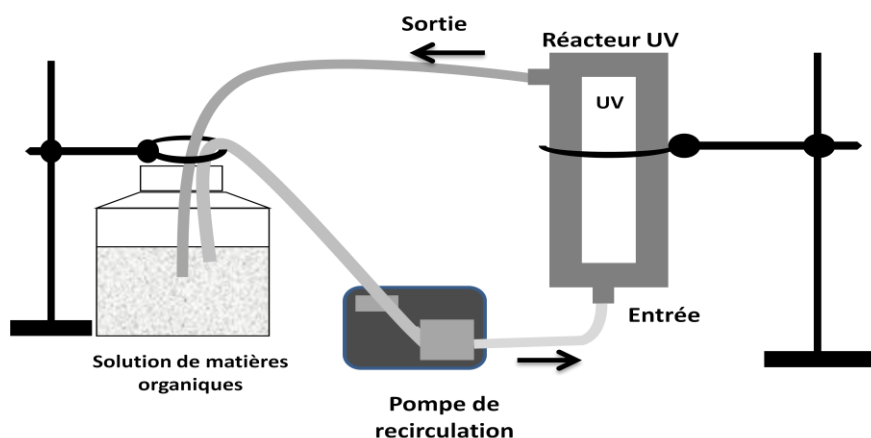 Sortie
Réacteur UV
UV
Entrée
Solution de matières
organiques
Pompe de
recirculation